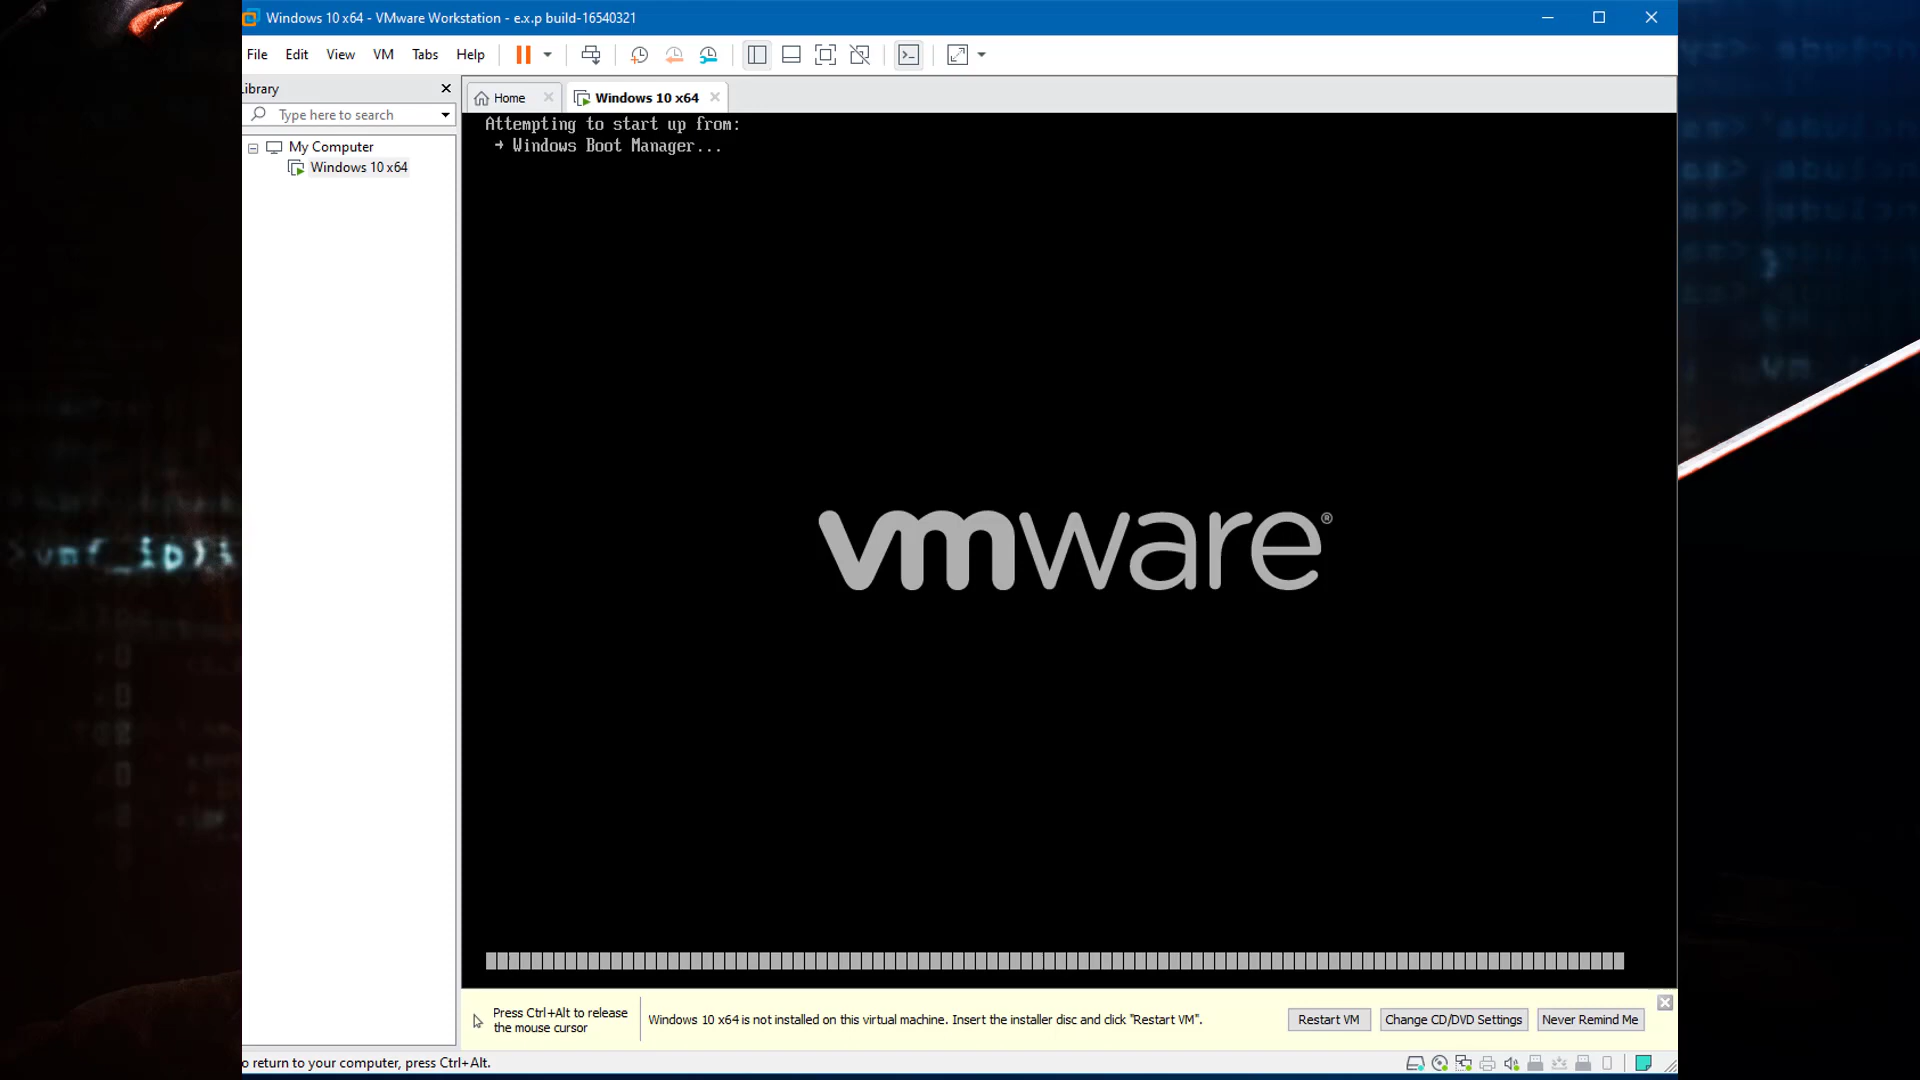 Windows 10 x64 - VMware Workstation - e.x.p build-16540321
File Edit View VM Tabs Help
Library
Type here to search
My Computer
Windows 10 x64
Home
Windows 10 x64
Attempting to start up from:
→ Windows Boot Manager...
vmware®
Press Ctrl+Alt to release
the mouse cursor
Windows 10 x64 is not installed on this virtual machine. Insert the installer disc and click "Restart VM".
Restart VM
Change CD/DVD Settings
Never Remind Me
o return to your computer, press Ctrl+Alt.